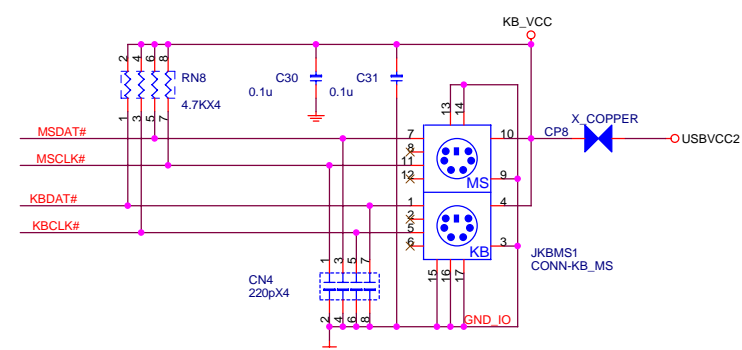 KB_VCC
2 4 6 8
RN8
4.7KX4
1 3 5 7
C30
0.1u
C31
0.1u
13 14
X_COPPER
CP8
USBVCC2
MSDAT#
7
10
8
MSCLK#
11
12
9
MS
KBDAT#
1
4
2
KBCLK#
5
6
3
KB
JKBMS1
CONN-KB_MS
15 16 17
CN4
220pX4
1 3 5 7
2 4 6 8
GND_IO